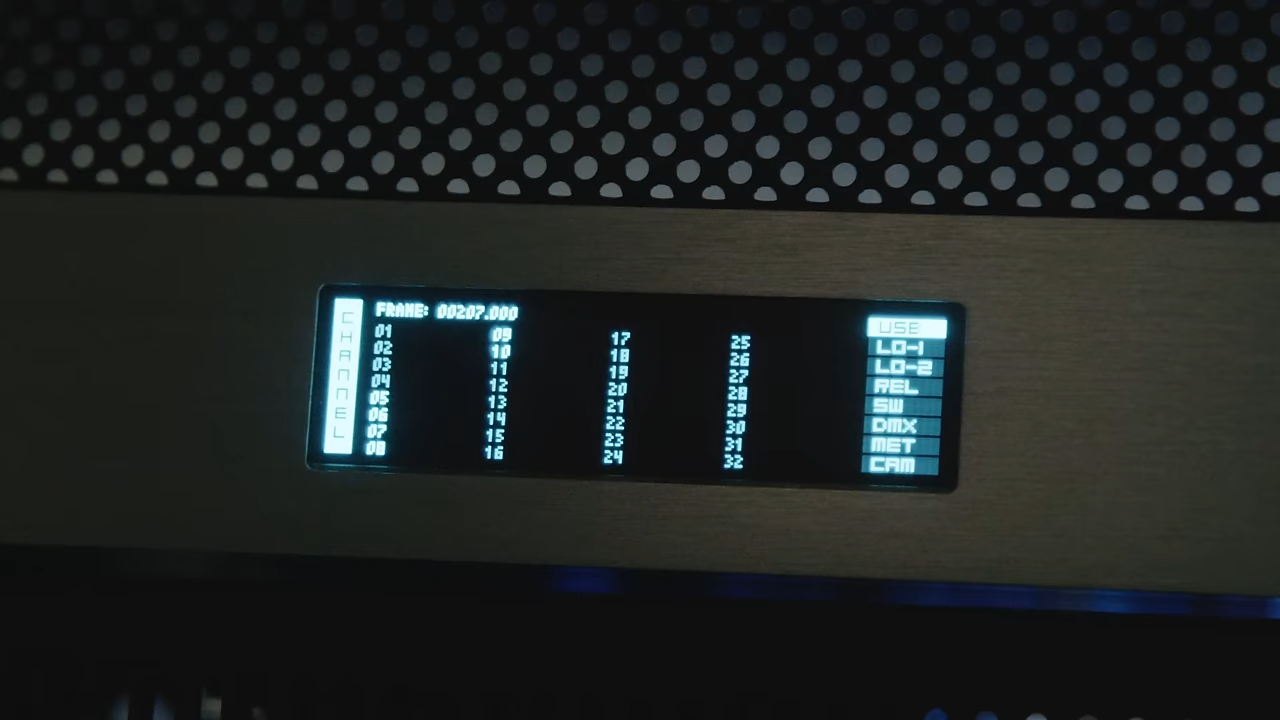 CHANNEL
FRAME: 00207.000
01 09 17 25
02 10 18 26
03 11 19 27
04 12 20 28
05 13 21 29
06 14 22 30
07 15 23 31
08 16 24 32
USE
LO-1
LO-2
REL
SW
DMX
MET
CAM